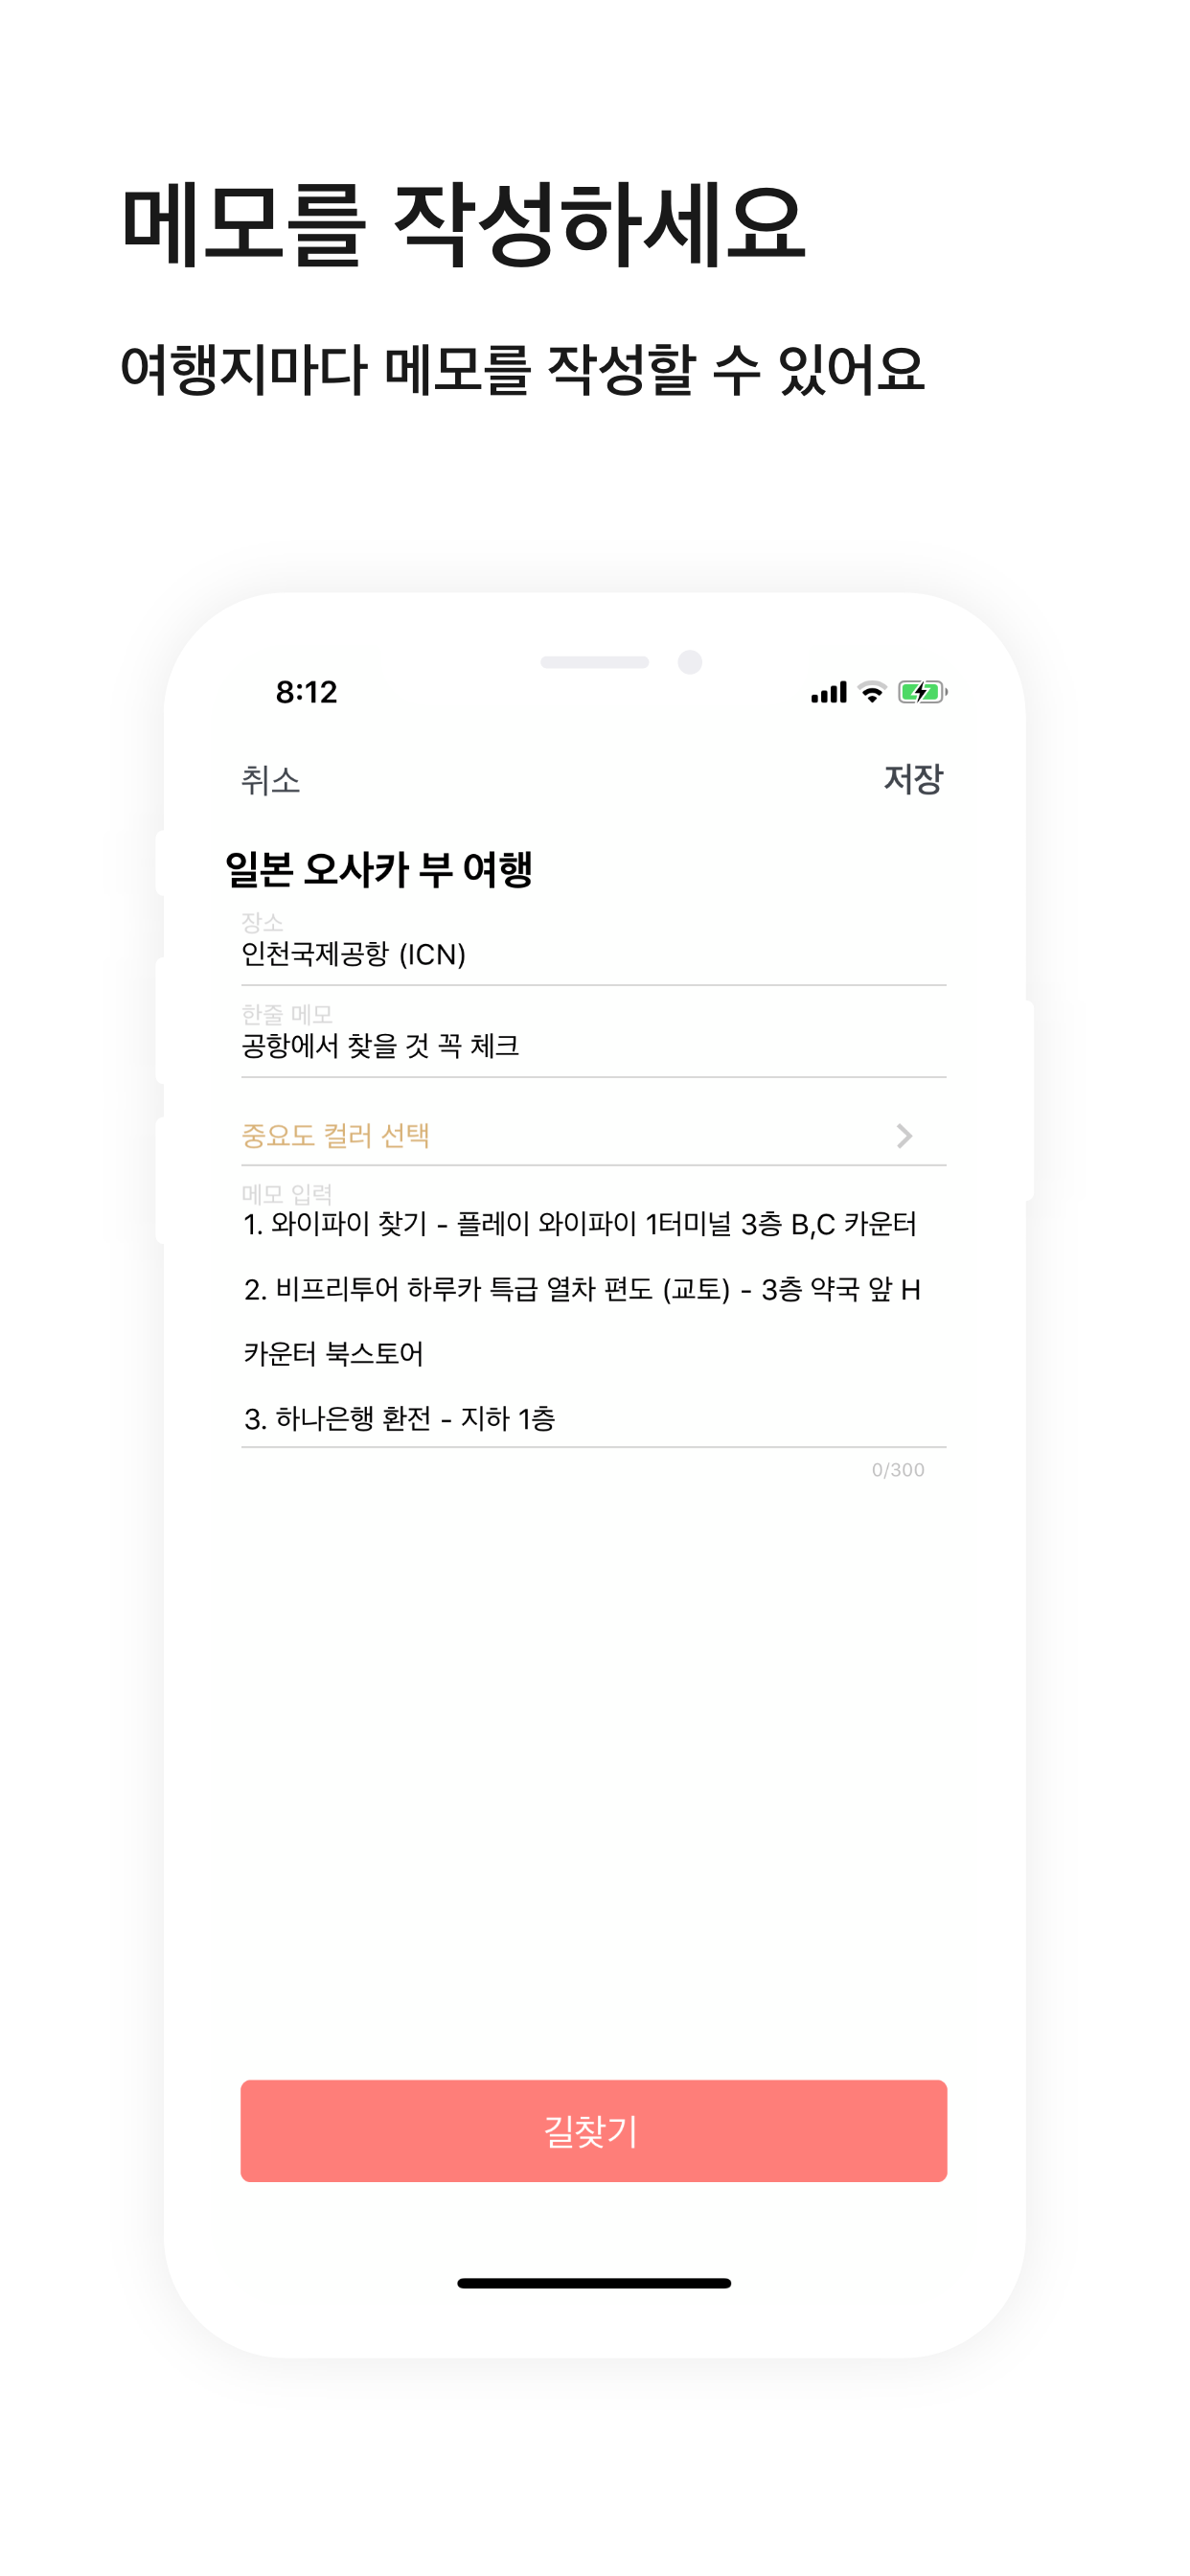 메모를 작성하세요
여행지마다 메모를 작성할 수 있어요
8:12
취소
저장
일본 오사카 부 여행
장소
인천국제공항 (ICN)
한줄 메모
공항에서 찾을 것 꼭 체크
중요도 컬러 선택
메모 입력
1. 와이파이 찾기 - 플레이 와이파이 1터미널 3층 B,C 카운터
2. 비프리투어 하루카 특급 열차 편도 (교토) - 3층 약국 앞 H
카운터 북스토어
3. 하나은행 환전 - 지하 1층
0/300
길찾기